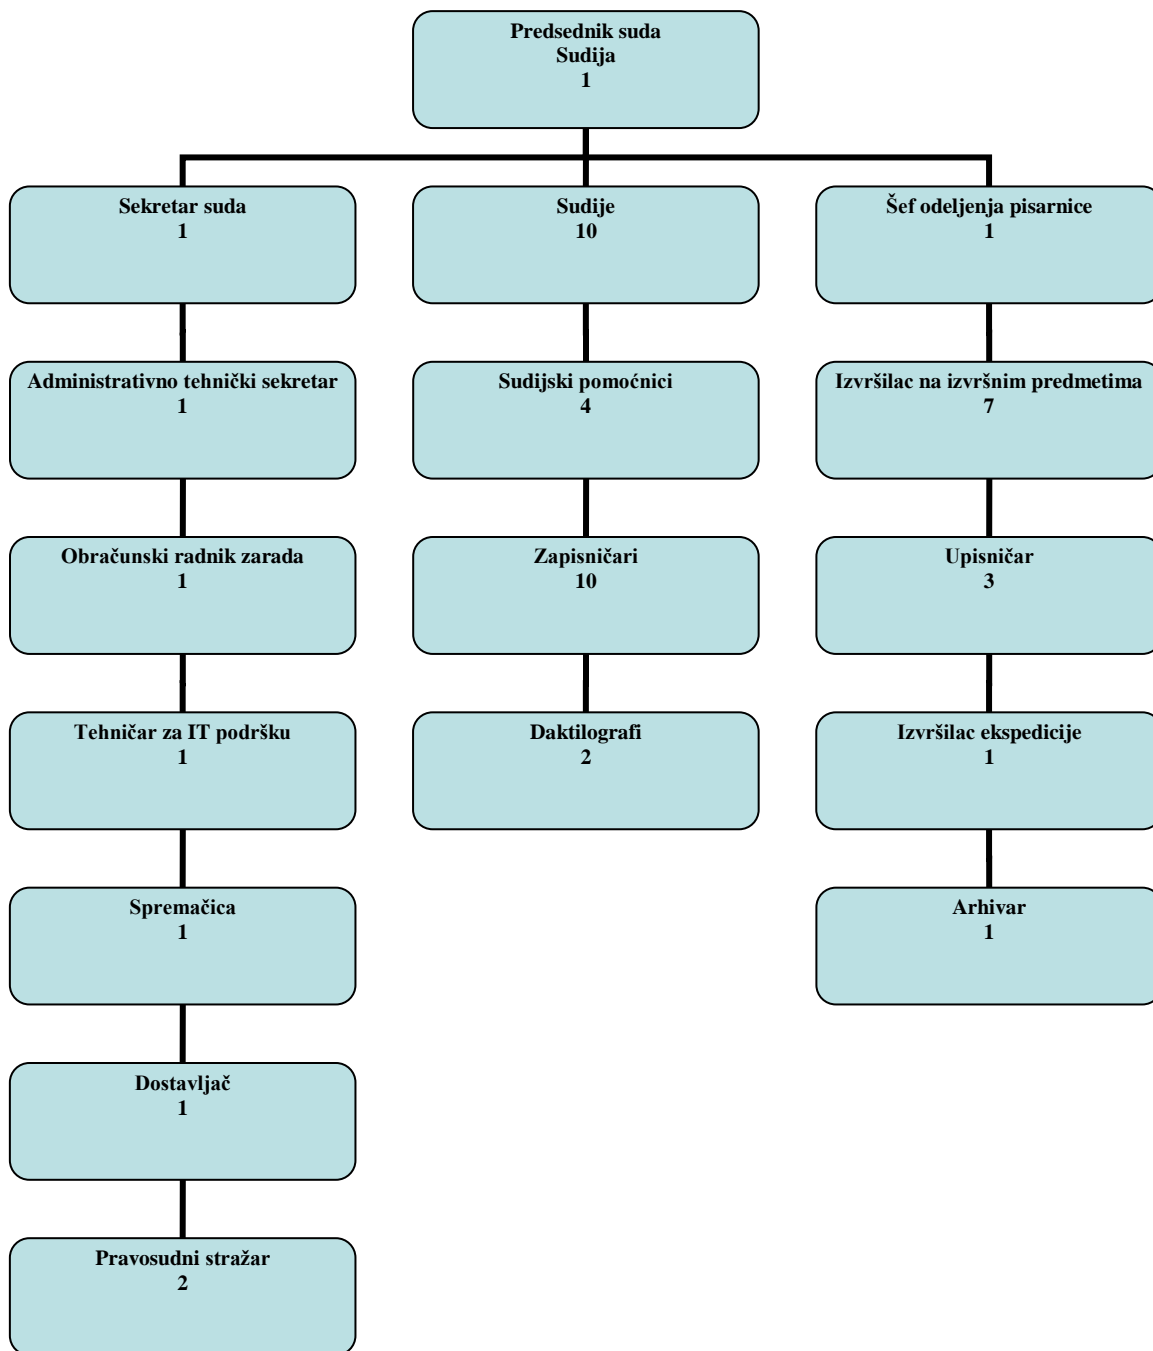 Predsednik suda
Sudija
1
Sekretar suda
1
Sudije
10
Šef odeljenja pisarnice
1
Administrativno tehnički sekretar
1
Sudijski pomoćnici
4
Izvršilac na izvršnim predmetima
7
Obračunski radnik zarada
1
Zapisničari
10
Upisničar
3
Tehničar za IT podršku
1
Daktilografi
2
Izvršilac ekspedicije
1
Spremačica
1
Arhivar
1
Dostavljač
1
Pravosudni stražar
2